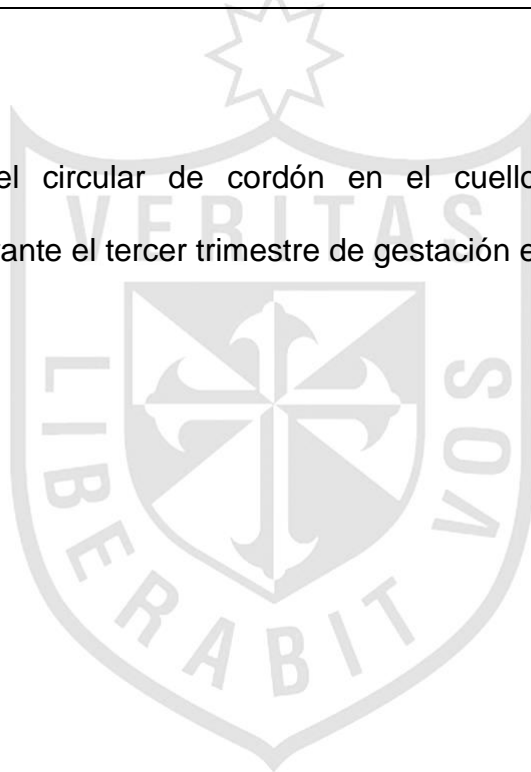 el circular de cordón en el cuello
ante el tercer trimestre de gestación e
VERITAS
LIBERABIT VOS